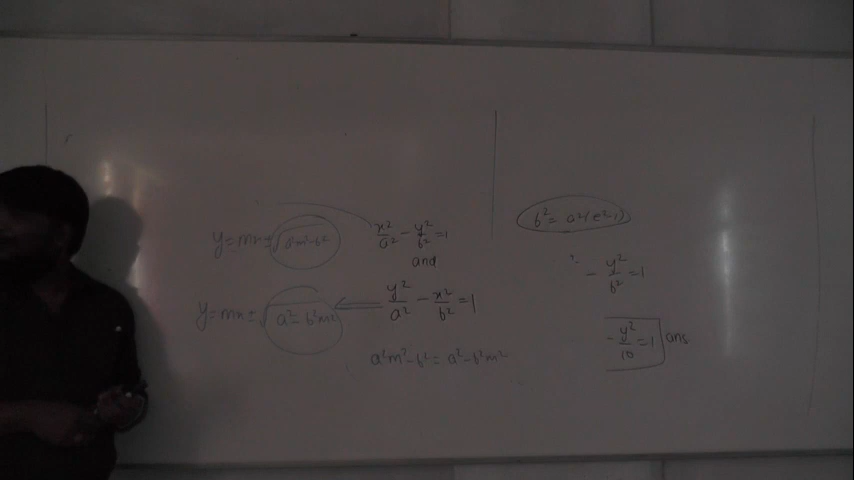 y=mx±√a²m²-b²
x²/a² - y²/b² =1
and
y=mx±√a²-b²m²
y²/a² - x²/b² =1
a²m²-b²= a²-b²m²
b²= a²(e²-1)
- y²/b² =1
- y²/10 =1 ans